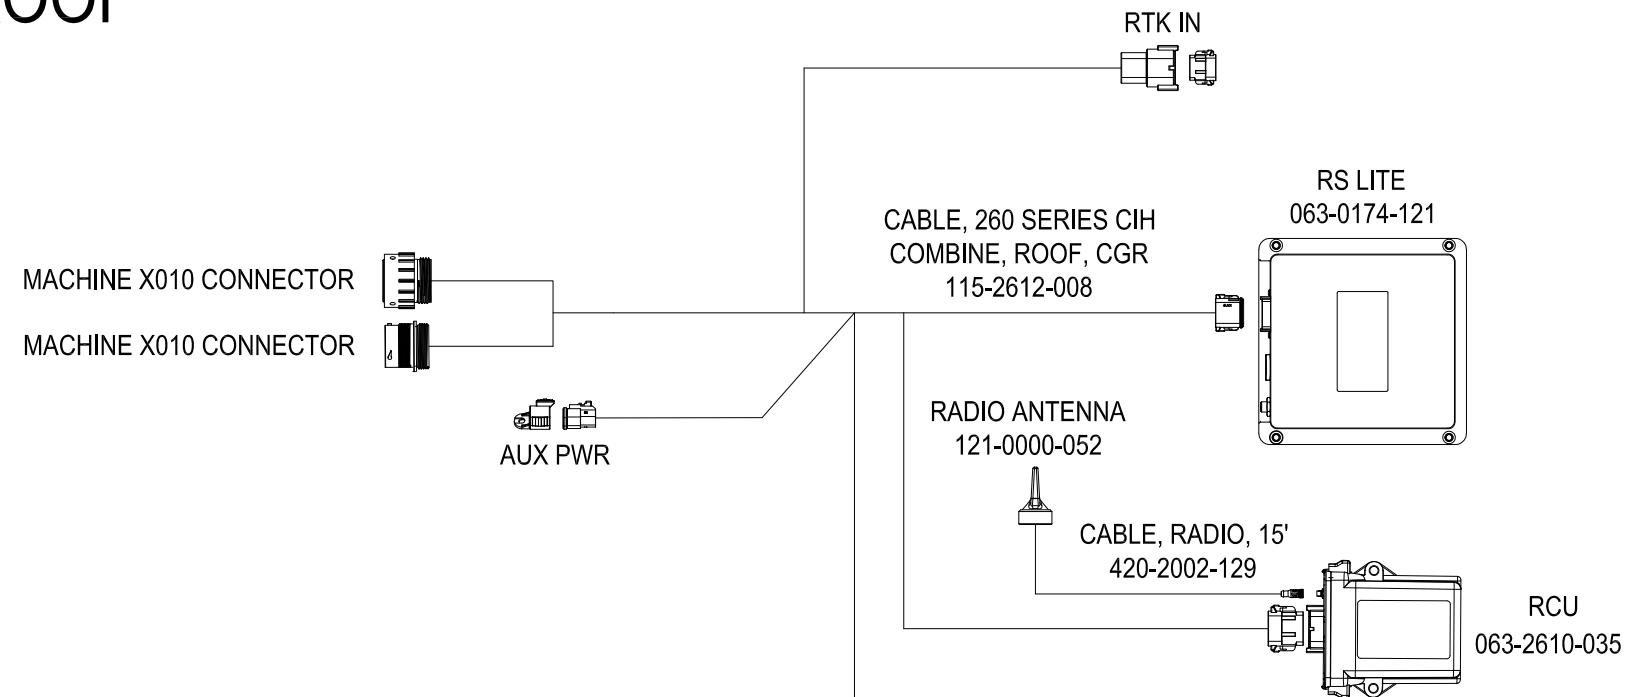 RTK IN
RS LITE
063-0174-121
CABLE, 260 SERIES CIH
COMBINE, ROOF, CGR
115-2612-008
MACHINE X010 CONNECTOR
MACHINE X010 CONNECTOR
AUX PWR
RADIO ANTENNA
121-0000-052
CABLE, RADIO, 15'
420-2002-129
RCU
063-2610-035